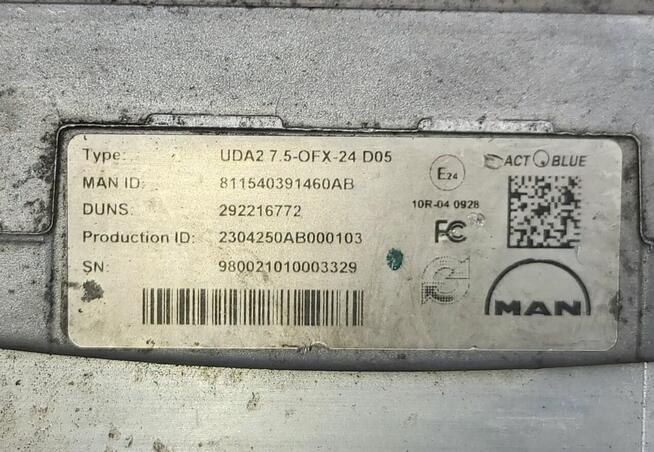 Type: UDA2 7.5-OFX-24 D05
MAN ID: 811540391460AB
DUNS: 292216772
Production ID: 2304250AB000103
SN: 980021010003329
E24
10R-04 0928
FC
ACT BLUE
MAN